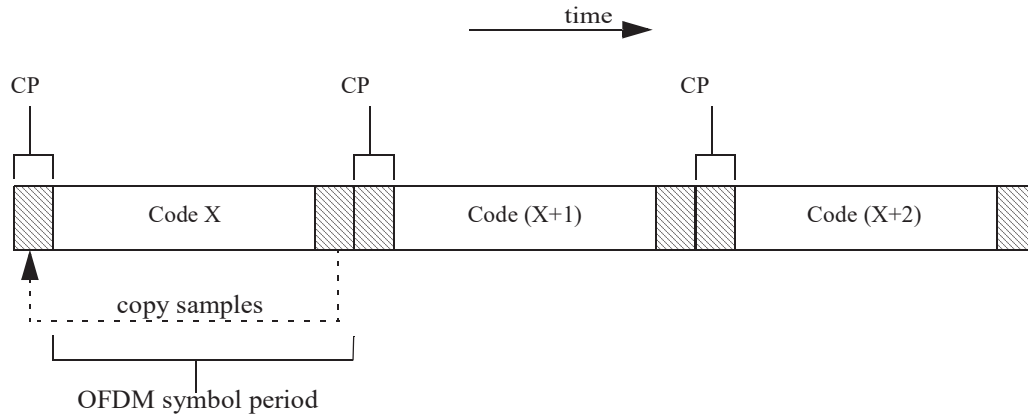 time
CP
CP
CP
Code X
Code (X+1)
Code (X+2)
copy samples
OFDM symbol period